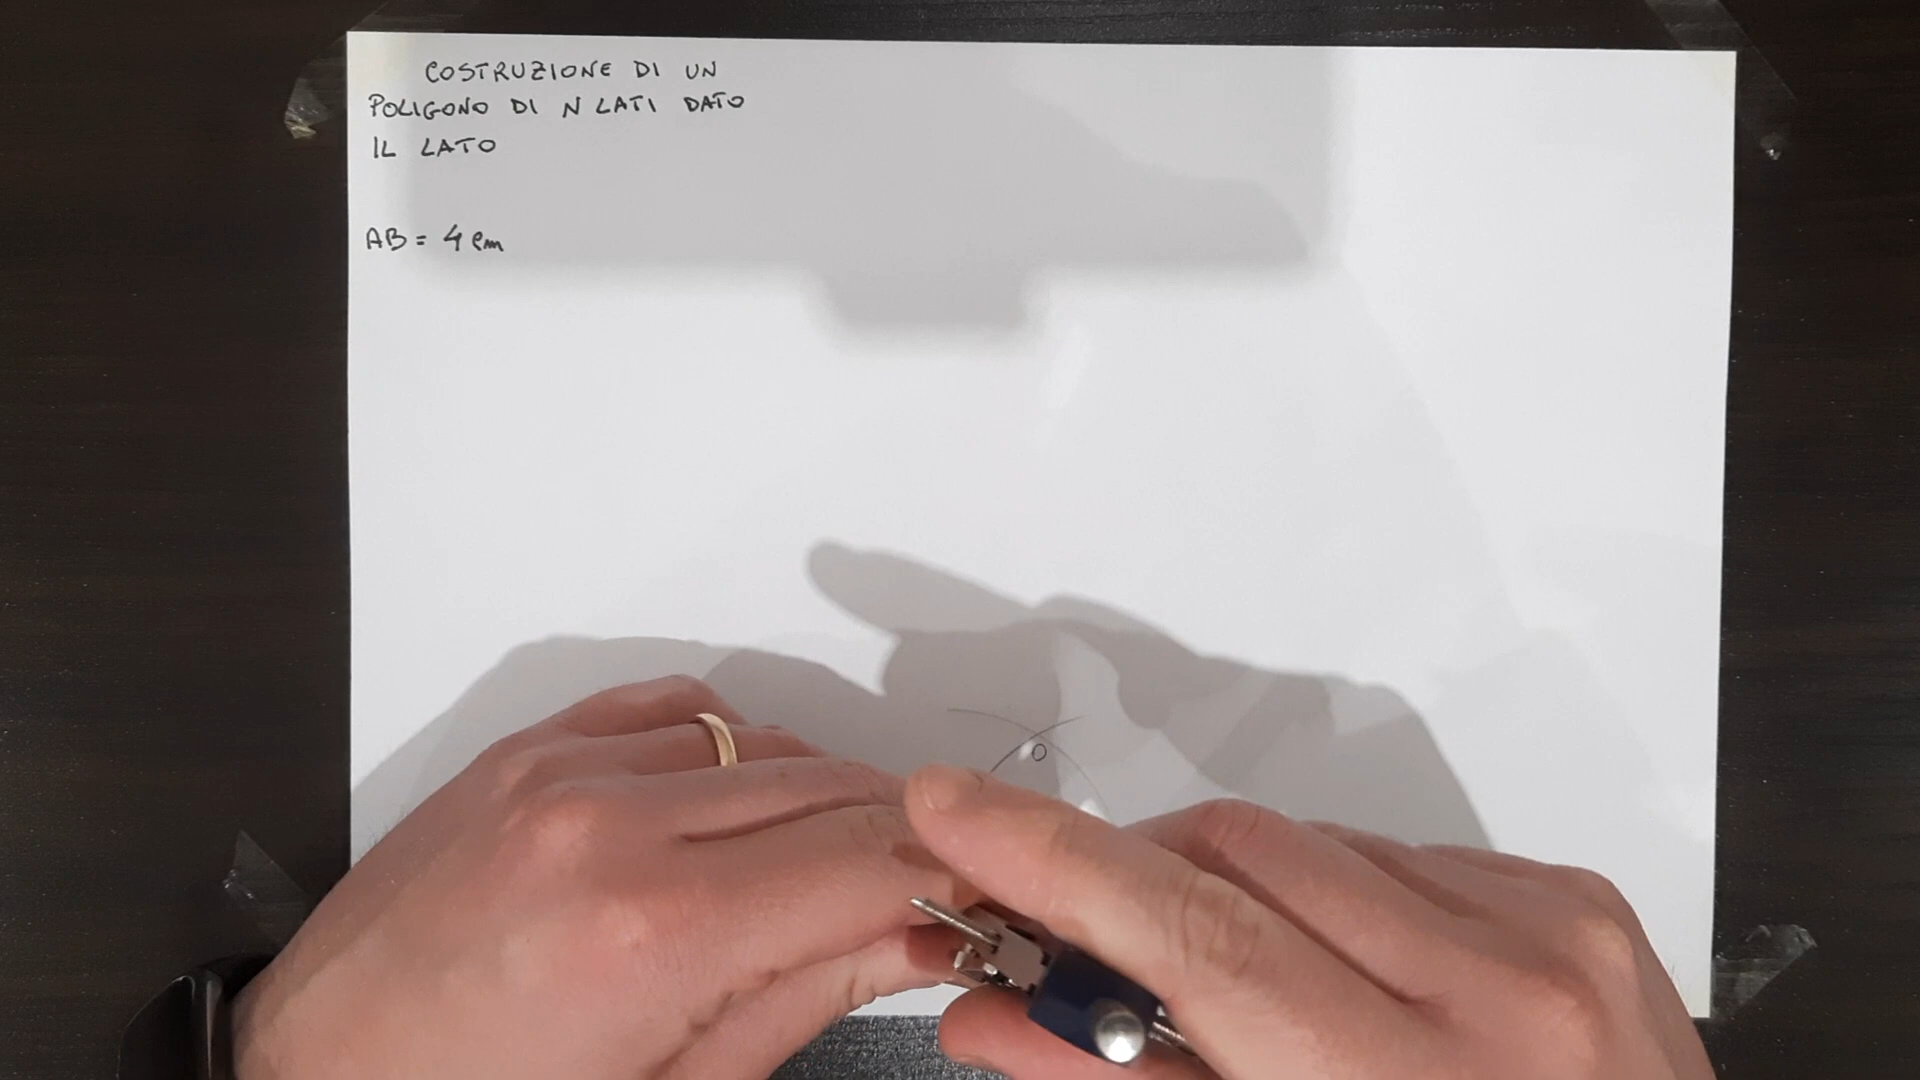 COSTRUZIONE DI UN
POLIGONO DI N LATI DATO
IL LATO
AB = 4 cm
O